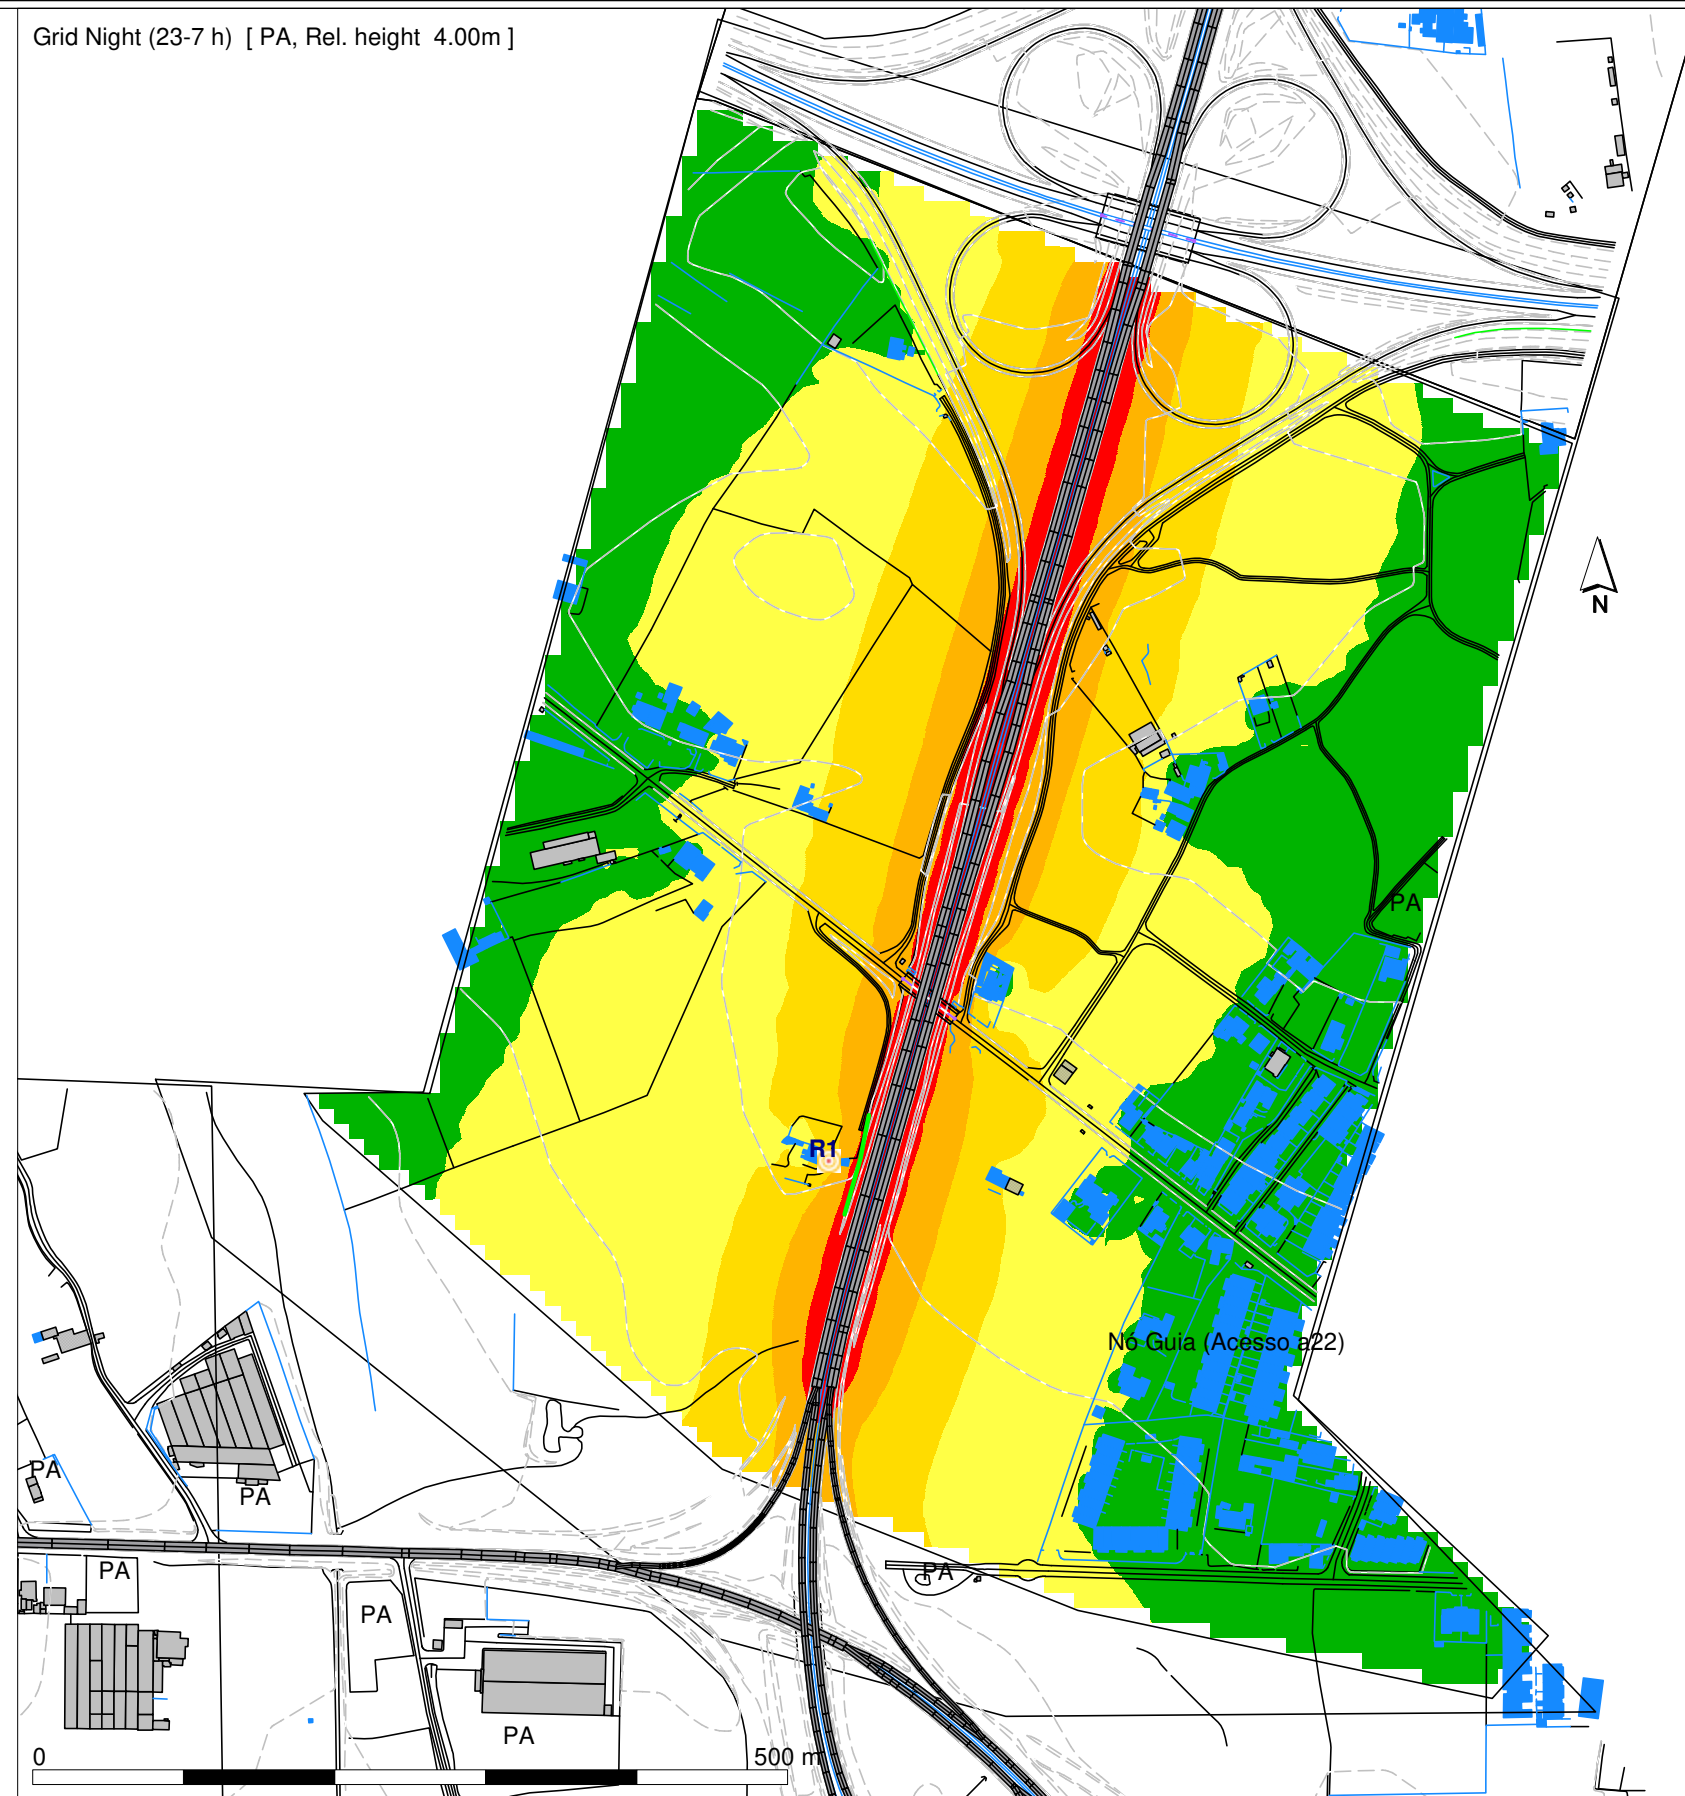 Grid Night (23-7 h) [ PA, Rel. height 4.00m ]
N
PA
R1
Nó Guia (Acesso a22)
PA
PA
PA
PA
PA
PA
0
500 m